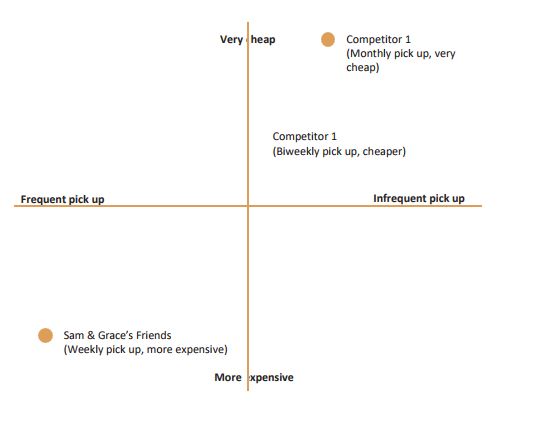 Very cheap
Competitor 1
(Monthly pick up, very
cheap)
Competitor 1
(Biweekly pick up, cheaper)
Frequent pick up
Infrequent pick up
Sam & Grace's Friends
(Weekly pick up, more expensive)
More expensive